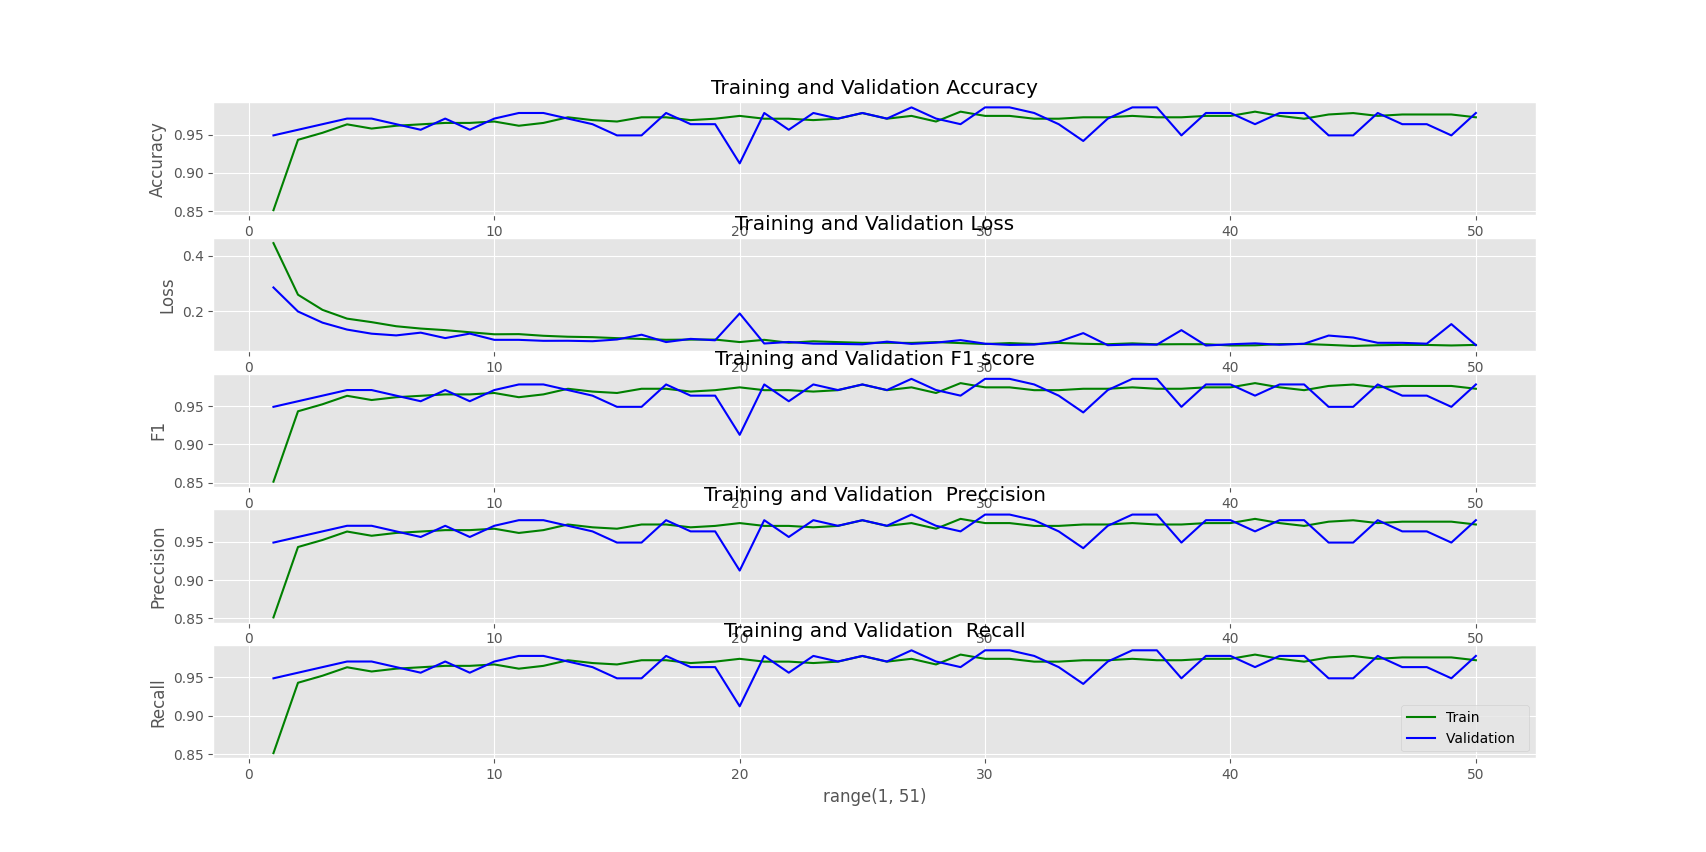 Training and Validation Accuracy
Accuracy
0.95
0.90
0.85
0 10 20 30 40 50
Training and Validation Loss
Loss
0.4
0.2
0 10 20 30 40 50
Training and Validation F1 score
F1
0.95
0.90
0.85
0 10 20 30 40 50
Training and Validation  Preccision
Preccision
0.95
0.90
0.85
0 10 20 30 40 50
Training and Validation  Recall
Recall
0.95
0.90
0.85
Train
Validation
0 10 20 30 40 50
range(1, 51)